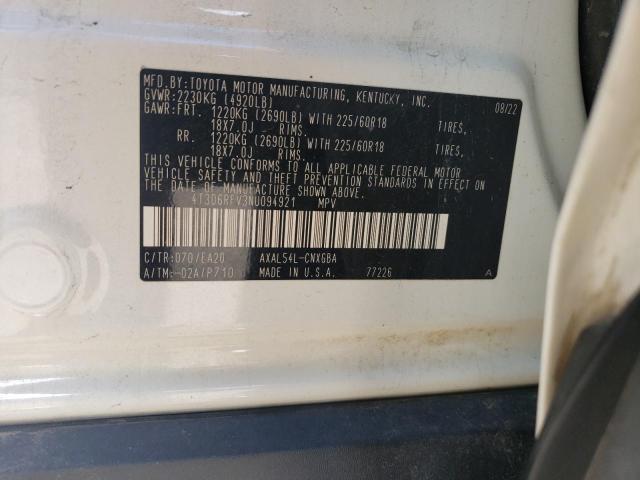 MFD.BY:TOYOTA MOTOR MANUFACTURING, KENTUCKY, INC. 08/22
GVWR:2230KG (4920LB)
GAWR:FRT. 1220KG (2690LB) WITH 225/60R18 TIRES,
18X7.0J RIMS.
RR. 1220KG (2690LB) WITH 225/60R18 TIRES,
18X7.0J RIMS.
THIS VEHICLE CONFORMS TO ALL APPLICABLE FEDERAL MOTOR
VEHICLE SAFETY AND THEFT PREVENTION STANDARDS IN EFFECT
ON THE DATE OF MANUFACTURE SHOWN ABOVE.
4T3D6RFV3NU094921 MPV
C/TR:070/EA20 AXAL54L-CNXGBA
A/TM:-02A/P710 MADE IN U.S.A. 77226 A